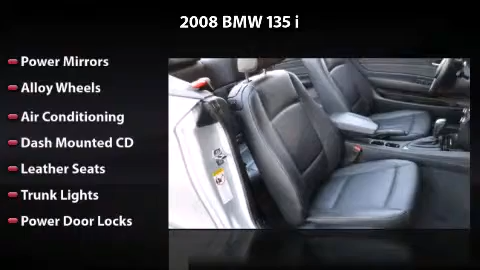 2008 BMW 135 i
Power Mirrors
Alloy Wheels
Air Conditioning
Dash Mounted CD
Leather Seats
Trunk Lights
Power Door Locks